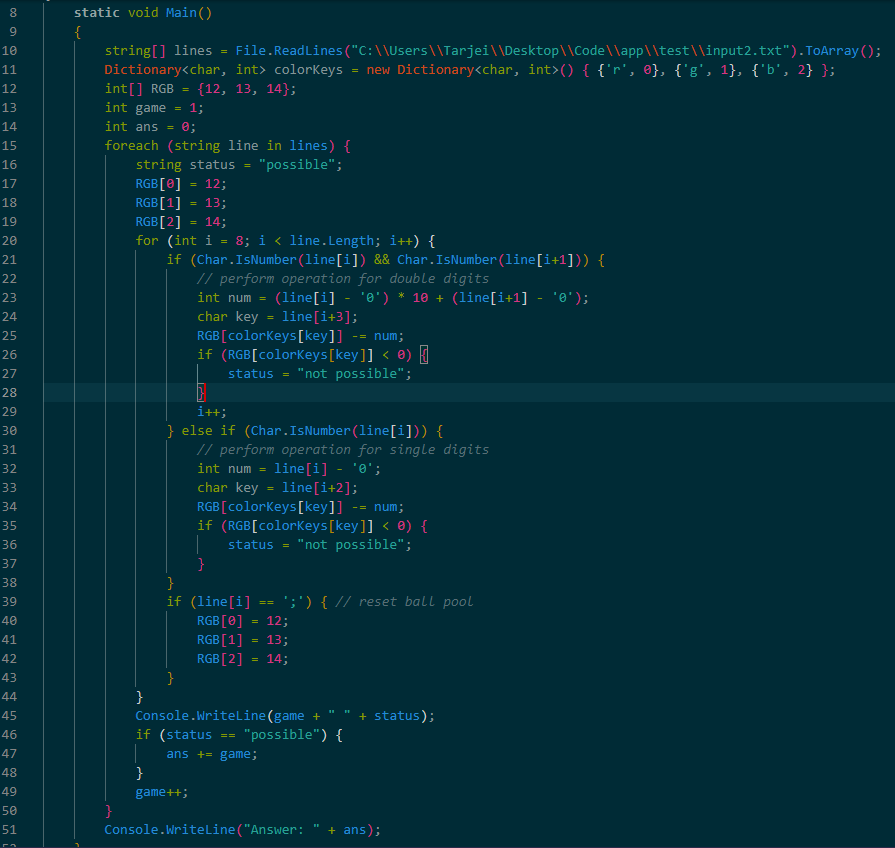 8 static void Main()
9 {
10 string[] lines = File.ReadLines("C:\\Users\\Tarjei\\Desktop\\Code\\app\\test\\input2.txt").ToArray();
11 Dictionary<char, int> colorKeys = new Dictionary<char, int>() { {'r', 0}, {'g', 1}, {'b', 2} };
12 int[] RGB = {12, 13, 14};
13 int game = 1;
14 int ans = 0;
15 foreach (string line in lines) {
16 string status = "possible";
17 RGB[0] = 12;
18 RGB[1] = 13;
19 RGB[2] = 14;
20 for (int i = 8; i < line.Length; i++) {
21 if (Char.IsNumber(line[i]) && Char.IsNumber(line[i+1])) {
22 // perform operation for double digits
23 int num = (line[i] - '0') * 10 + (line[i+1] - '0');
24 char key = line[i+3];
25 RGB[colorKeys[key]] -= num;
26 if (RGB[colorKeys[key]] < 0) {
27 status = "not possible";
28 }
29 i++;
30 } else if (Char.IsNumber(line[i])) {
31 // perform operation for single digits
32 int num = line[i] - '0';
33 char key = line[i+2];
34 RGB[colorKeys[key]] -= num;
35 if (RGB[colorKeys[key]] < 0) {
36 status = "not possible";
37 }
38 }
39 if (line[i] == ';') { // reset ball pool
40 RGB[0] = 12;
41 RGB[1] = 13;
42 RGB[2] = 14;
43 }
44 }
45 Console.WriteLine(game + " " + status);
46 if (status == "possible") {
47 ans += game;
48 }
49 game++;
50 }
51 Console.WriteLine("Answer: " + ans);